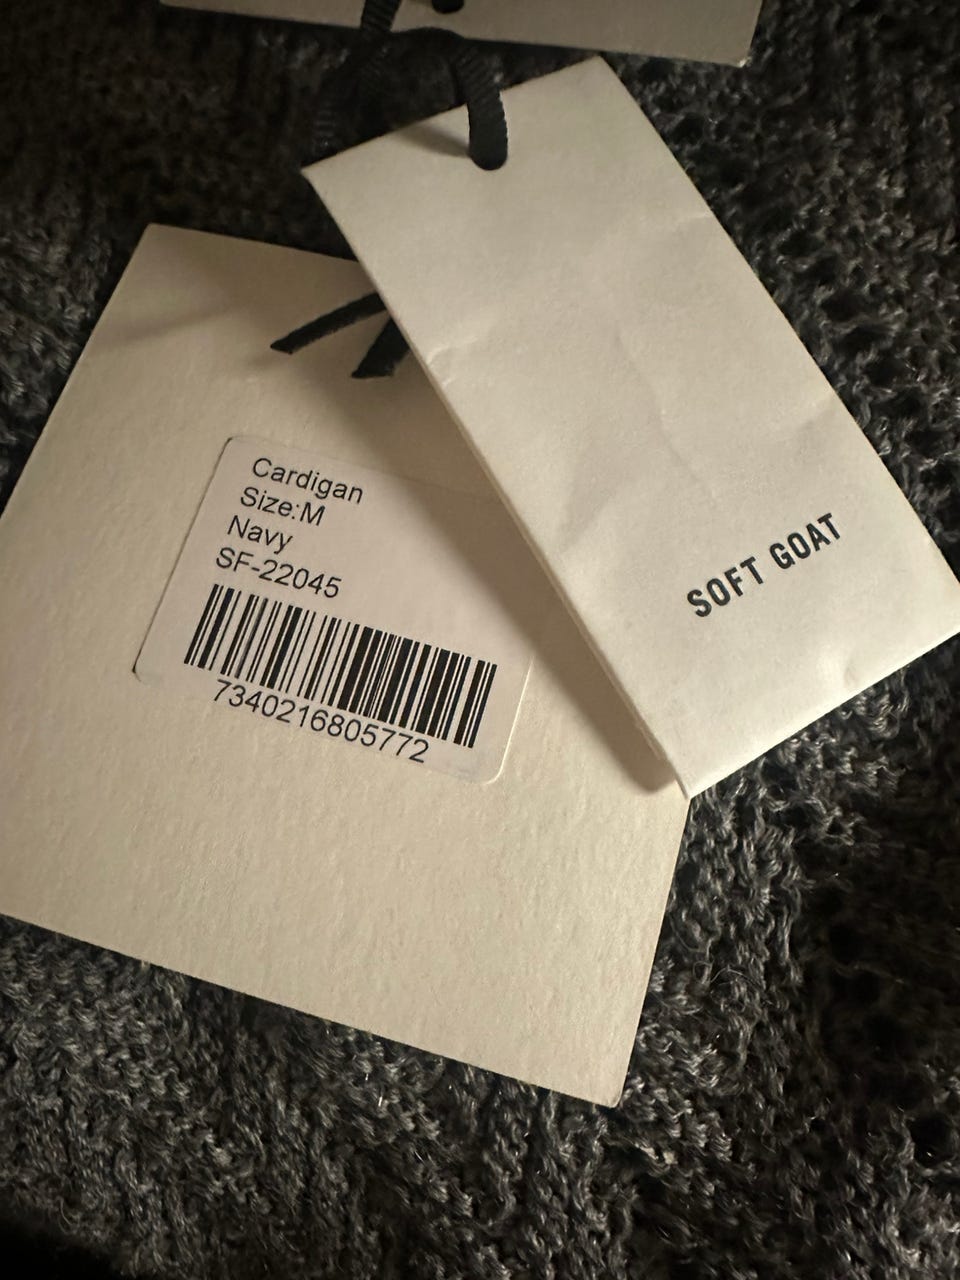 Cardigan
Size:M
Navy
SF-22045
7340216805772
SOFT GOAT